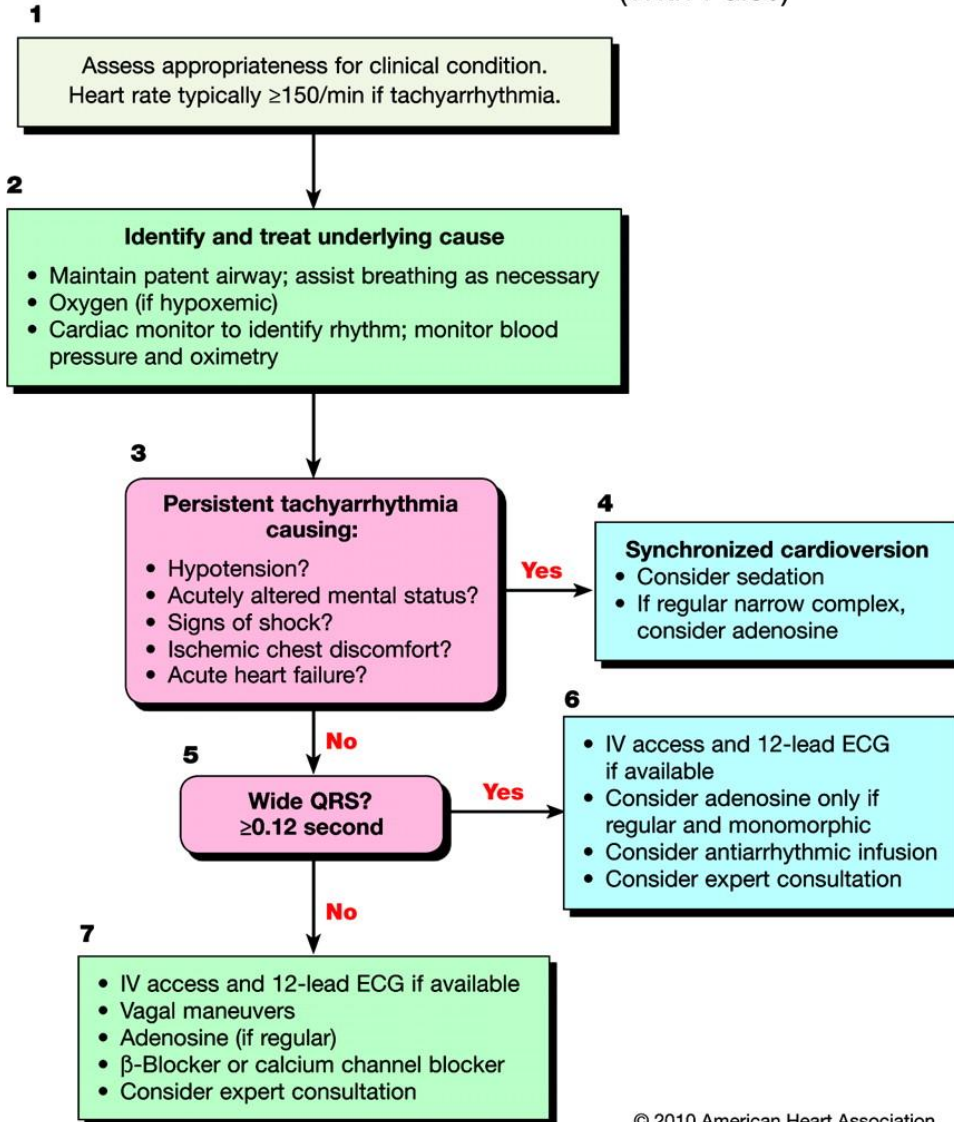 1
Assess appropriateness for clinical condition.
Heart rate typically ≥150/min if tachyarrhythmia.
2
Identify and treat underlying cause
• Maintain patent airway; assist breathing as necessary
• Oxygen (if hypoxemic)
• Cardiac monitor to identify rhythm; monitor blood
pressure and oximetry
3
Persistent tachyarrhythmia
causing:
• Hypotension?
• Acutely altered mental status?
• Signs of shock?
• Ischemic chest discomfort?
• Acute heart failure?
Yes
4
Synchronized cardioversion
• Consider sedation
• If regular narrow complex,
consider adenosine
No
5
Wide QRS?
≥0.12 second
Yes
6
• IV access and 12-lead ECG
if available
• Consider adenosine only if
regular and monomorphic
• Consider antiarrhythmic infusion
• Consider expert consultation
No
7
• IV access and 12-lead ECG if available
• Vagal maneuvers
• Adenosine (if regular)
• β-Blocker or calcium channel blocker
• Consider expert consultation
© 2010 American Heart Association